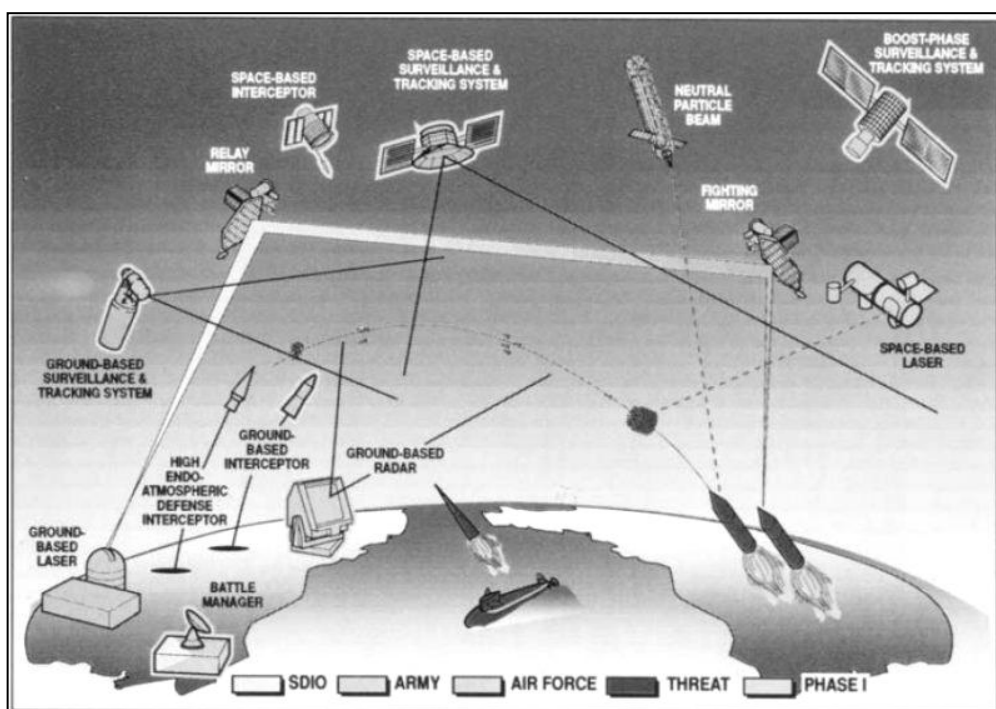 SPACE-BASED
INTERCEPTOR
SPACE-BASED
SURVEILLANCE &
TRACKING SYSTEM
NEUTRAL
PARTICLE
BEAM
BOOST-PHASE
SURVEILLANCE &
TRACKING SYSTEM
RELAY
MIRROR
FIGHTING
MIRROR
GROUND-BASED
SURVEILLANCE &
TRACKING SYSTEM
SPACE-BASED
LASER
GROUND-
BASED
INTERCEPTOR
GROUND-BASED
RADAR
HIGH
ENDO-
ATMOSPHERIC
DEFENSE
INTERCEPTOR
GROUND-
BASED
LASER
BATTLE
MANAGER
SDIO
ARMY
AIR FORCE
THREAT
PHASE I